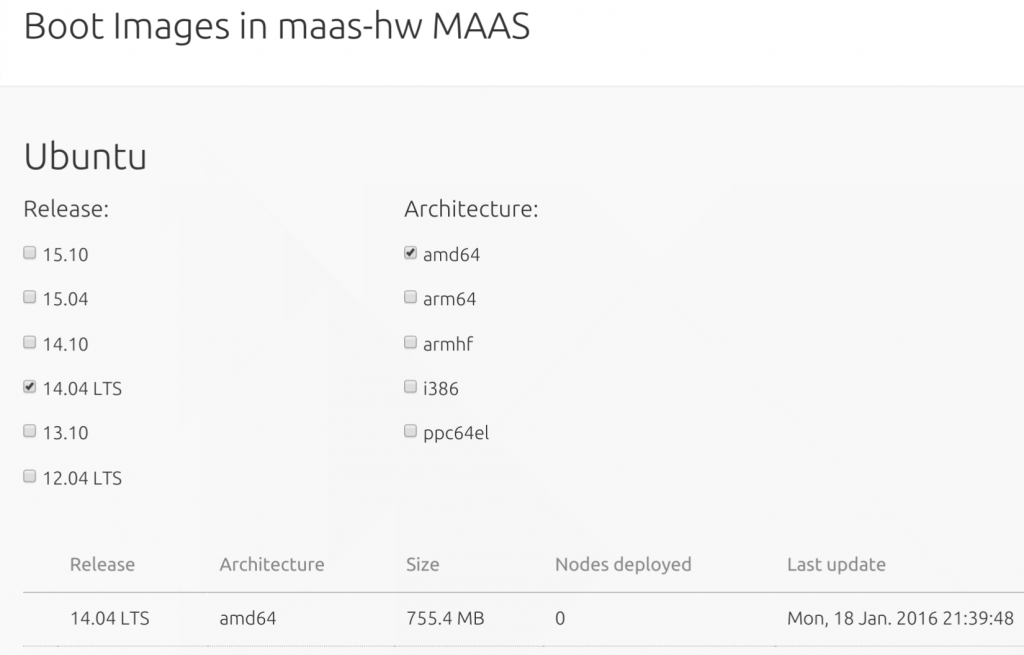 Boot Images in maas-hw MAAS
Ubuntu
Release: Architecture:
15.10 amd64
15.04 arm64
14.10 armhf
14.04 LTS i386
13.10 ppc64el
12.04 LTS
Release Architecture Size Nodes deployed Last update
14.04 LTS amd64 755.4 MB 0 Mon, 18 Jan. 2016 21:39:48